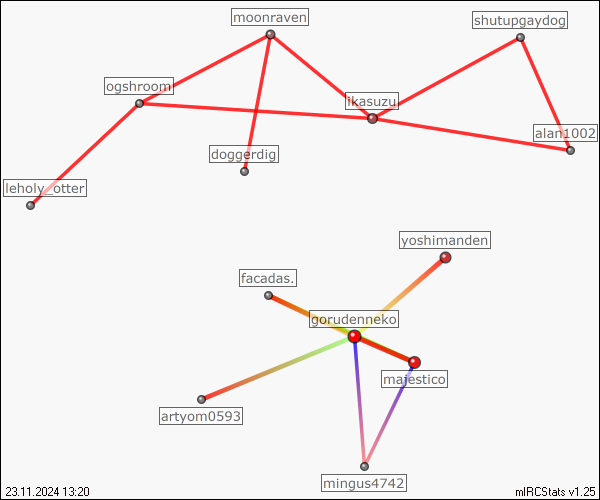 moonraven
shutupgaydog
ogshroom
ikasuzu
alan1002
doggerdig
leholy_otter
yoshimanden
facadas.
gorudenneko
majestico
artyom0593
mingus4742
23.11.2024 13:20
mIRCStats v1.25